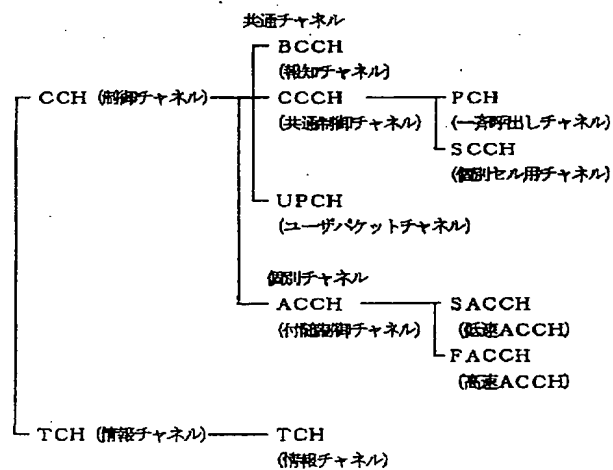 共通チャネル
BCCH
(報知チャネル)
CCH (制御チャネル)
CCCH
PCH
(共通制御チャネル)
(一斉呼出しチャネル)
SCCH
(個別セル用チャネル)
UPCH
(ユーザパケットチャネル)
個別チャネル
ACCH
SACCH
(付随制御チャネル)
(低速ACCH)
FACCH
(高速ACCH)
TCH (情報チャネル)
TCH
(情報チャネル)